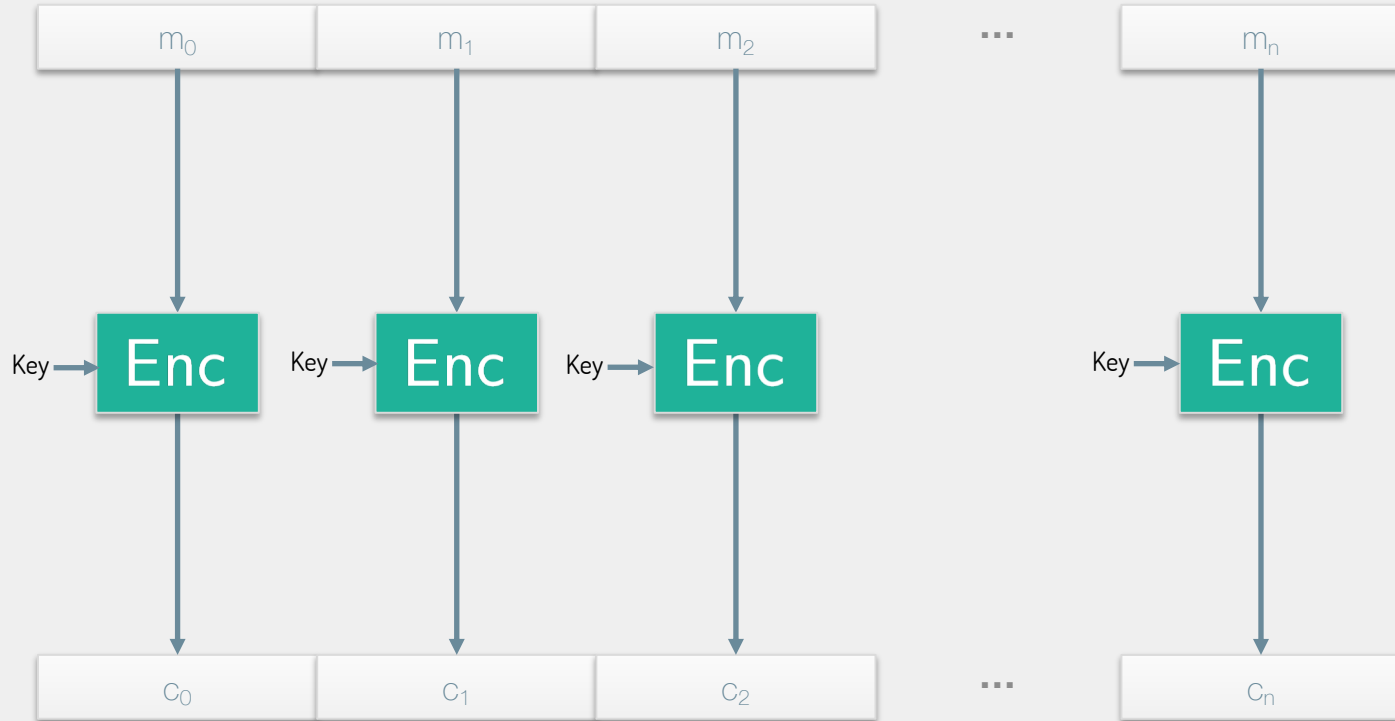 m₀ m₁ m₂ ... mₙ
Key Enc Key Enc Key Enc Key Enc
c₀ c₁ c₂ ... cₙ